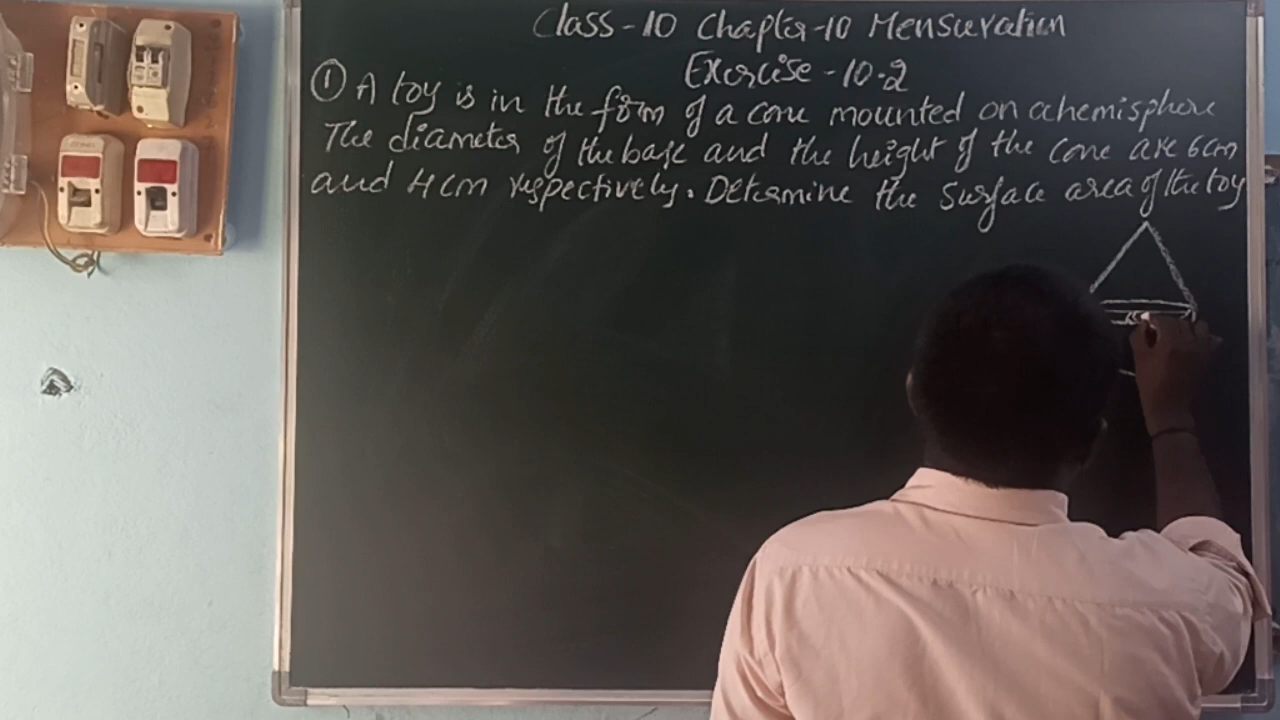 Class-10 Chapter-10 Mensuration
Exercise-10.2
① A toy is in the form of a cone mounted on a hemisphere
The diameter of the base and the height of the cone are 6cm
and 4cm respectively. Determine the surface area of the toy